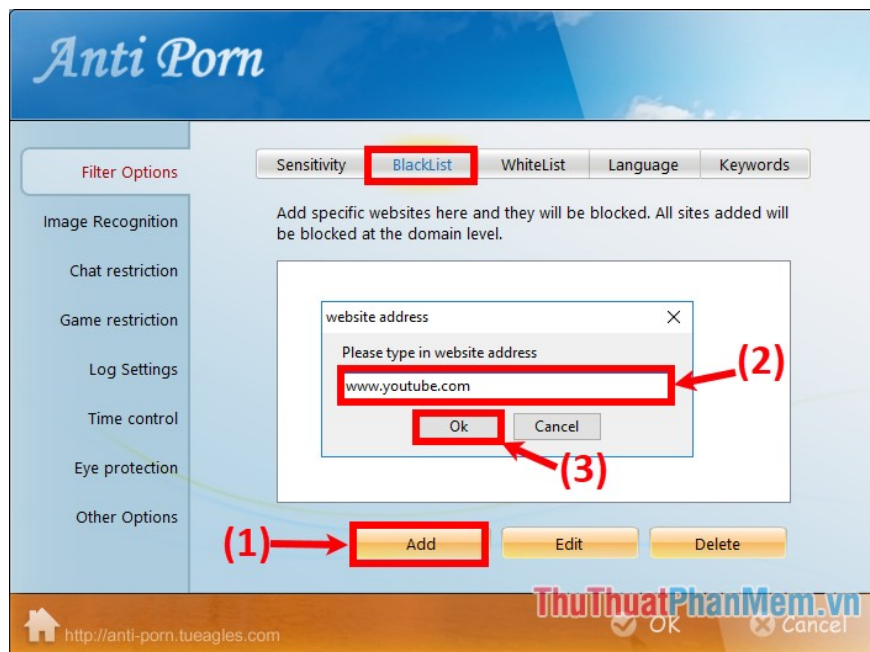 Anti Porn
Filter Options
Image Recognition
Chat restriction
Game restriction
Log Settings
Time control
Eye protection
Other Options
Sensitivity BlackList WhiteList Language Keywords
Add specific websites here and they will be blocked. All sites added will
be blocked at the domain level.
website address
Please type in website address
www.youtube.com
(2)
Ok Cancel
(3)
(1)
Add Edit Delete
ThuThuatPhanMem.vn
http://anti-porn.tueagles.com
OK Cancel